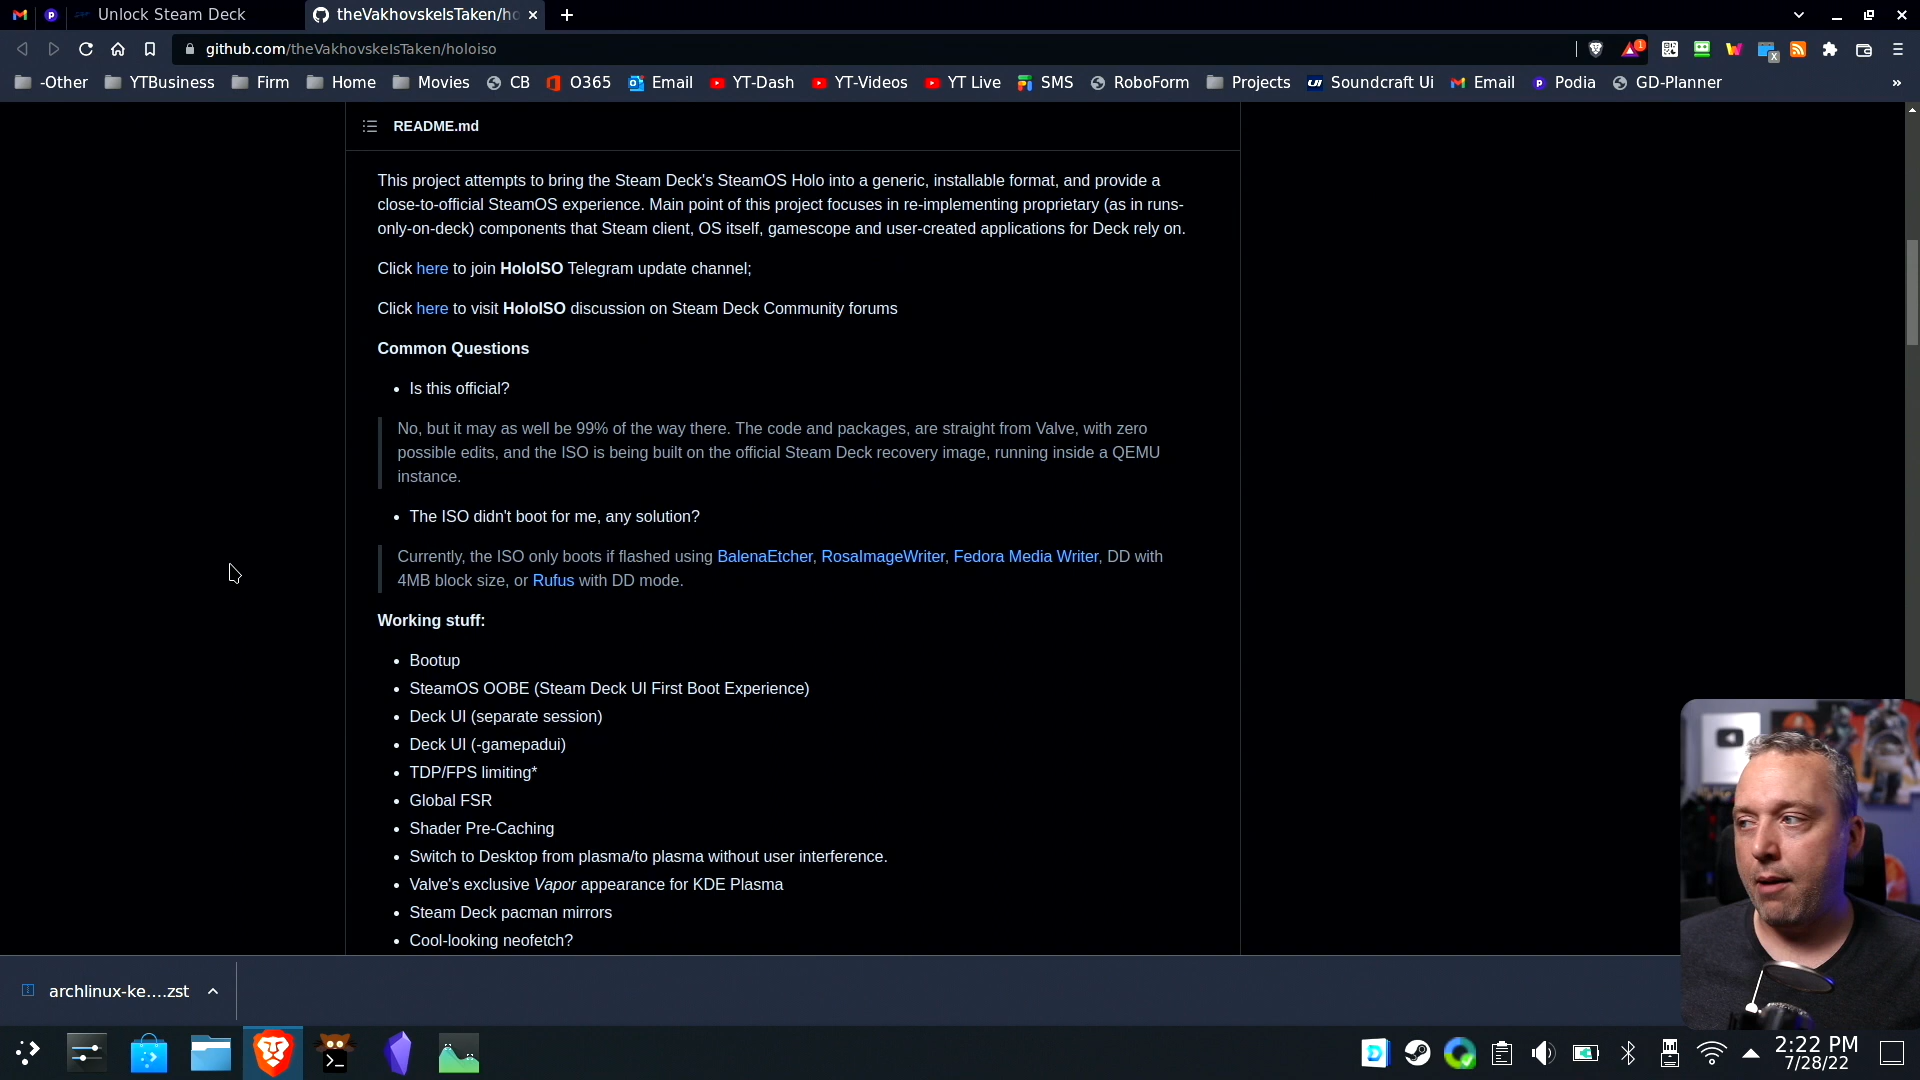 Unlock Steam Deck
theVakhovskeIsTaken/ho
github.com/theVakhovskeIsTaken/holoiso
1
-Other
YTBusiness
Firm
Home
Movies
CB
O365
Email
YT-Dash
YT-Videos
YT Live
SMS
RoboForm
Projects
Soundcraft Ui
Email
Podia
GD-Planner
»
README.md
This project attempts to bring the Steam Deck's SteamOS Holo into a generic, installable format, and provide a
close-to-official SteamOS experience. Main point of this project focuses in re-implementing proprietary (as in runs-
only-on-deck) components that Steam client, OS itself, gamescope and user-created applications for Deck rely on.
Click here to join HoloISO Telegram update channel;
Click here to visit HoloISO discussion on Steam Deck Community forums
Common Questions
• Is this official?
No, but it may as well be 99% of the way there. The code and packages, are straight from Valve, with zero
possible edits, and the ISO is being built on the official Steam Deck recovery image, running inside a QEMU
instance.
• The ISO didn't boot for me, any solution?
Currently, the ISO only boots if flashed using BalenaEtcher, RosaImageWriter, Fedora Media Writer, DD with
4MB block size, or Rufus with DD mode.
Working stuff:
• Bootup
• SteamOS OOBE (Steam Deck UI First Boot Experience)
• Deck UI (separate session)
• Deck UI (-gamepadui)
• TDP/FPS limiting*
• Global FSR
• Shader Pre-Caching
• Switch to Desktop from plasma/to plasma without user interference.
• Valve's exclusive Vapor appearance for KDE Plasma
• Steam Deck pacman mirrors
• Cool-looking neofetch?
archlinux-ke....zst
2:22 PM
7/28/22